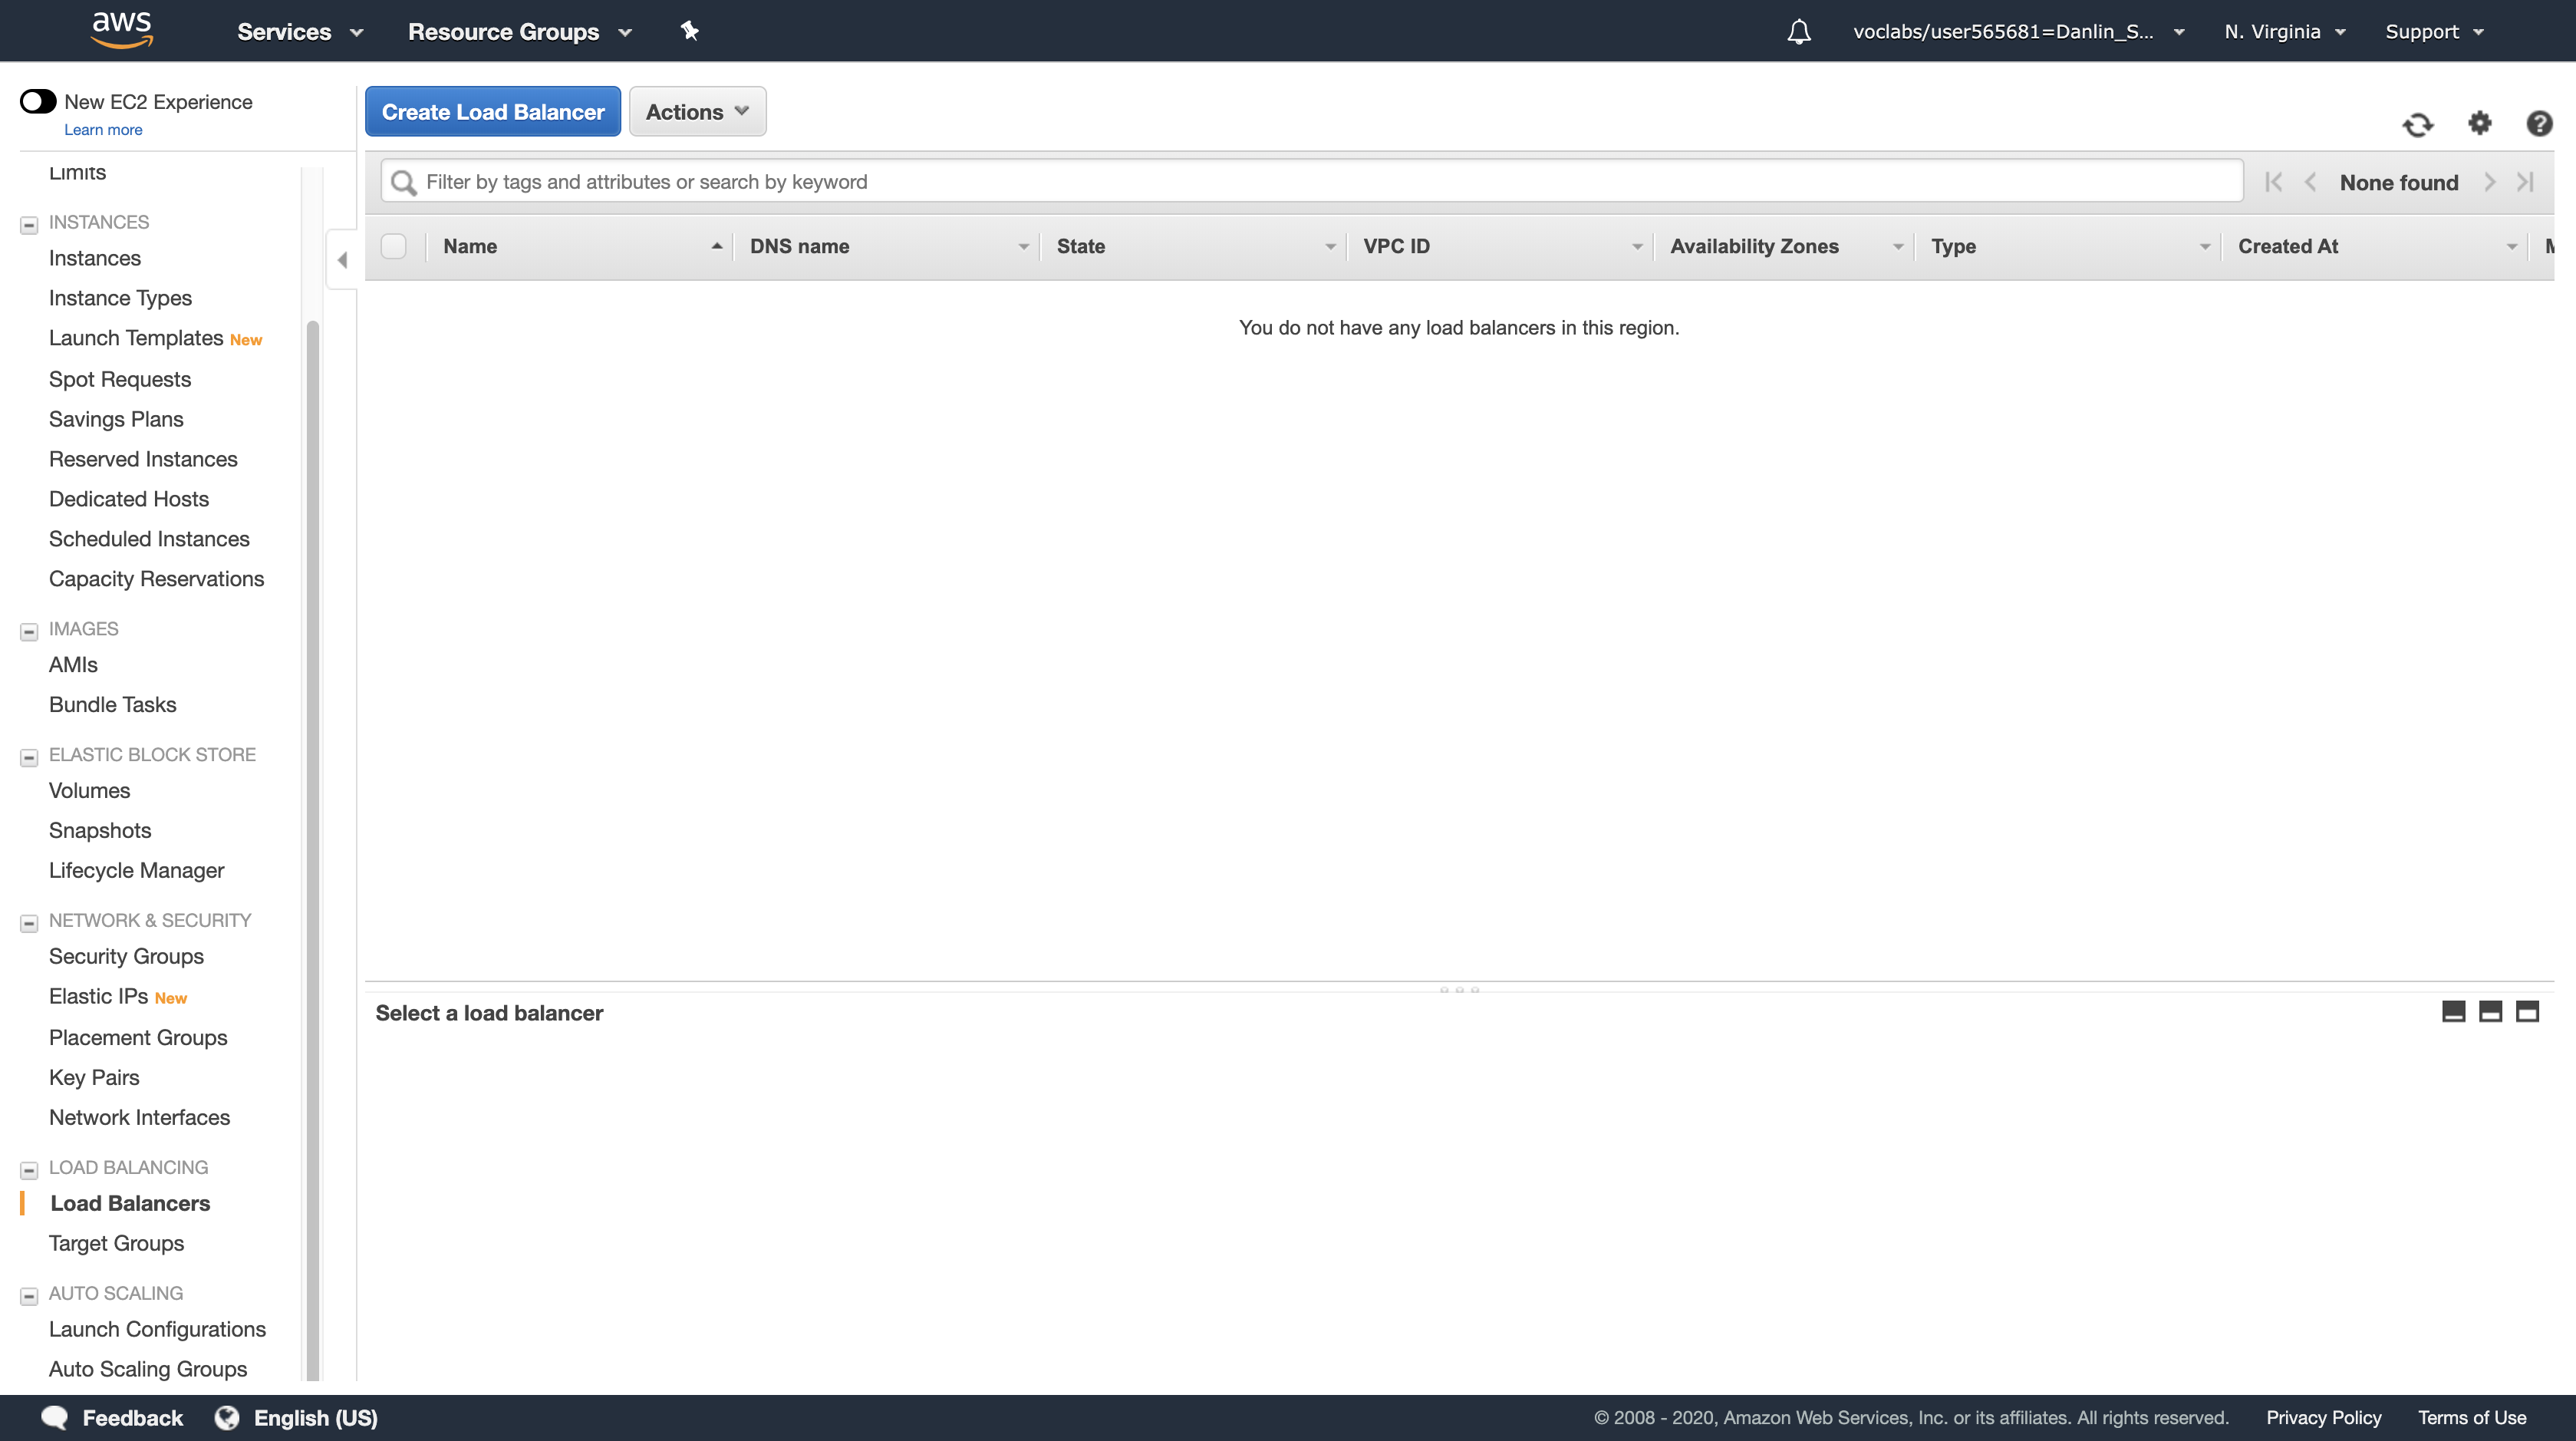 aws Services Resource Groups voclabs/user565681=Danlin_S... N. Virginia Support
New EC2 Experience
Learn more
Create Load Balancer Actions
Limits
Filter by tags and attributes or search by keyword None found
Name DNS name State VPC ID Availability Zones Type Created At
You do not have any load balancers in this region.
INSTANCES
Instances
Instance Types
Launch Templates New
Spot Requests
Savings Plans
Reserved Instances
Dedicated Hosts
Scheduled Instances
Capacity Reservations
IMAGES
AMIs
Bundle Tasks
ELASTIC BLOCK STORE
Volumes
Snapshots
Lifecycle Manager
NETWORK & SECURITY
Security Groups
Elastic IPs New
Placement Groups
Key Pairs
Network Interfaces
LOAD BALANCING
Load Balancers
Target Groups
AUTO SCALING
Launch Configurations
Auto Scaling Groups
Select a load balancer
Feedback English (US) © 2008 - 2020, Amazon Web Services, Inc. or its affiliates. All rights reserved. Privacy Policy Terms of Use